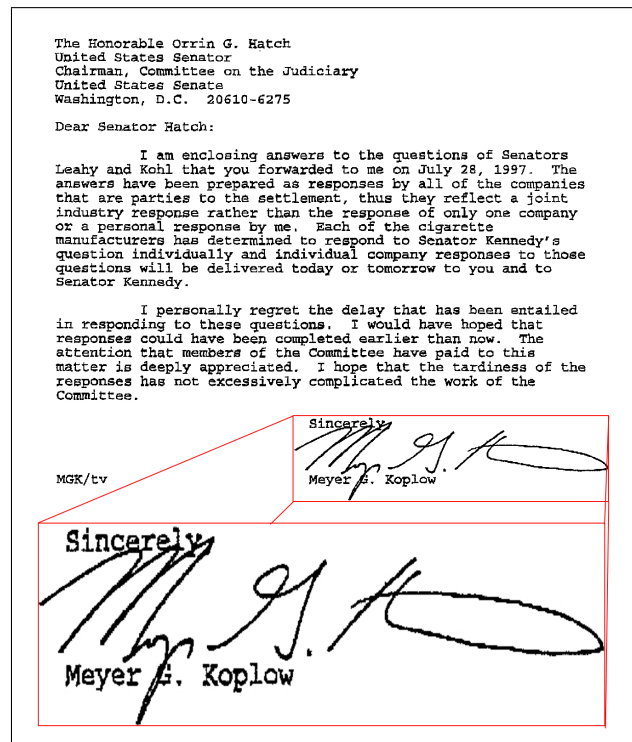 The Honorable Orrin G. Hatch
United States Senator
Chairman, Committee on the Judiciary
United States Senate
Washington, D.C.  20610-6275
Dear Senator Hatch:
I am enclosing answers to the questions of Senators
Leahy and Kohl that you forwarded to me on July 28, 1997.  The
answers have been prepared as responses by all of the companies
that are parties to the settlement, thus they reflect a joint
industry response rather than the response of only one company
or a personal response by me.  Each of the cigarette
manufacturers has determined to respond to Senator Kennedy's
question individually and individual company responses to those
questions will be delivered today or tomorrow to you and to
Senator Kennedy.
I personally regret the delay that has been entailed
in responding to these questions.  I would have hoped that
responses could have been completed earlier than now.  The
attention that members of the Committee have paid to this
matter is deeply appreciated.  I hope that the tardiness of the
responses has not excessively complicated the work of the
Committee.
Sincerely,
MGK/tv
Meyer G. Koplow
Sincerely,
Meyer G. Koplow